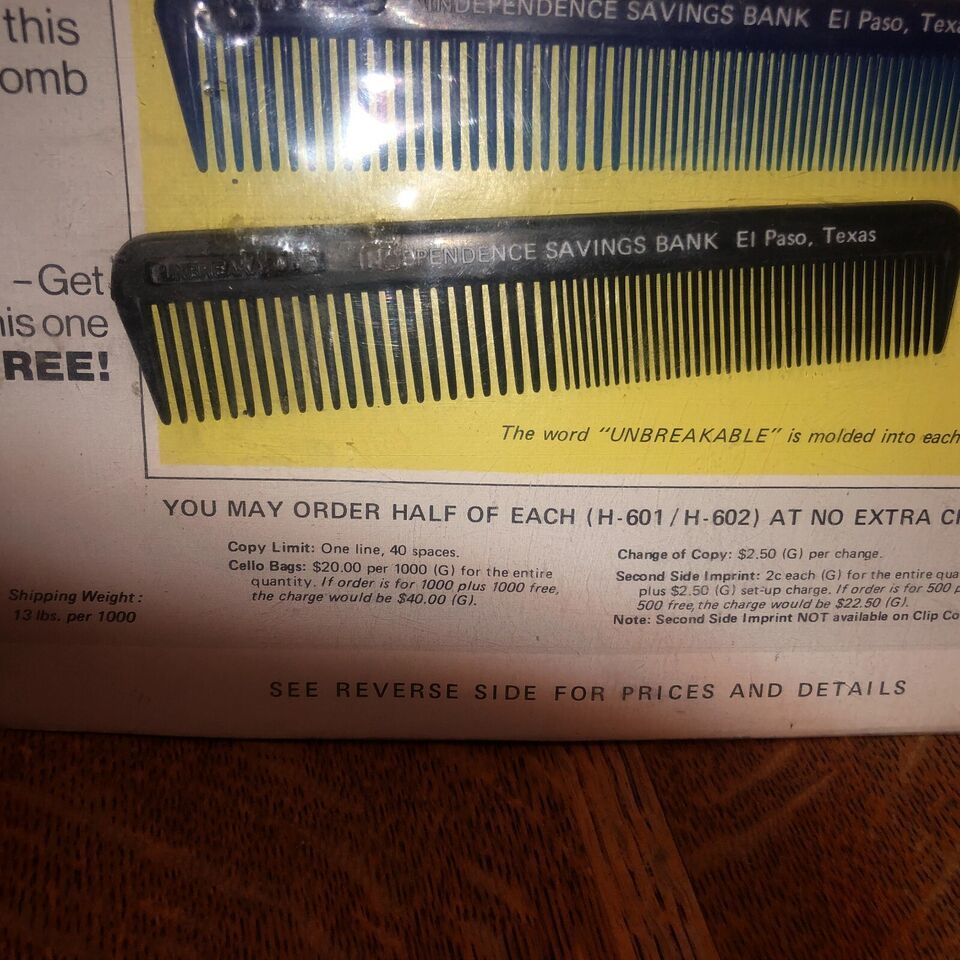 this
omb
INDEPENDENCE SAVINGS BANK El Paso, Texa
UNBREAKABLE INDEPENDENCE SAVINGS BANK El Paso, Texas
-Get
his one
REE!
The word "UNBREAKABLE" is molded into each
YOU MAY ORDER HALF OF EACH (H-601/H-602) AT NO EXTRA C
Copy Limit: One line, 40 spaces.
Cello Bags: $20.00 per 1000 (G) for the entire
quantity. If order is for 1000 plus 1000 free,
the charge would be $40.00 (G).
Change of Copy: $2.50 (G) per change.
Second Side Imprint: 2c each (G) for the entire qua
plus $2.50 (G) set-up charge. If order is for 500 p
500 free, the charge would be $22.50 (G).
Note: Second Side Imprint NOT available on Clip Co
Shipping Weight:
13 lbs. per 1000
SEE REVERSE SIDE FOR PRICES AND DETAILS